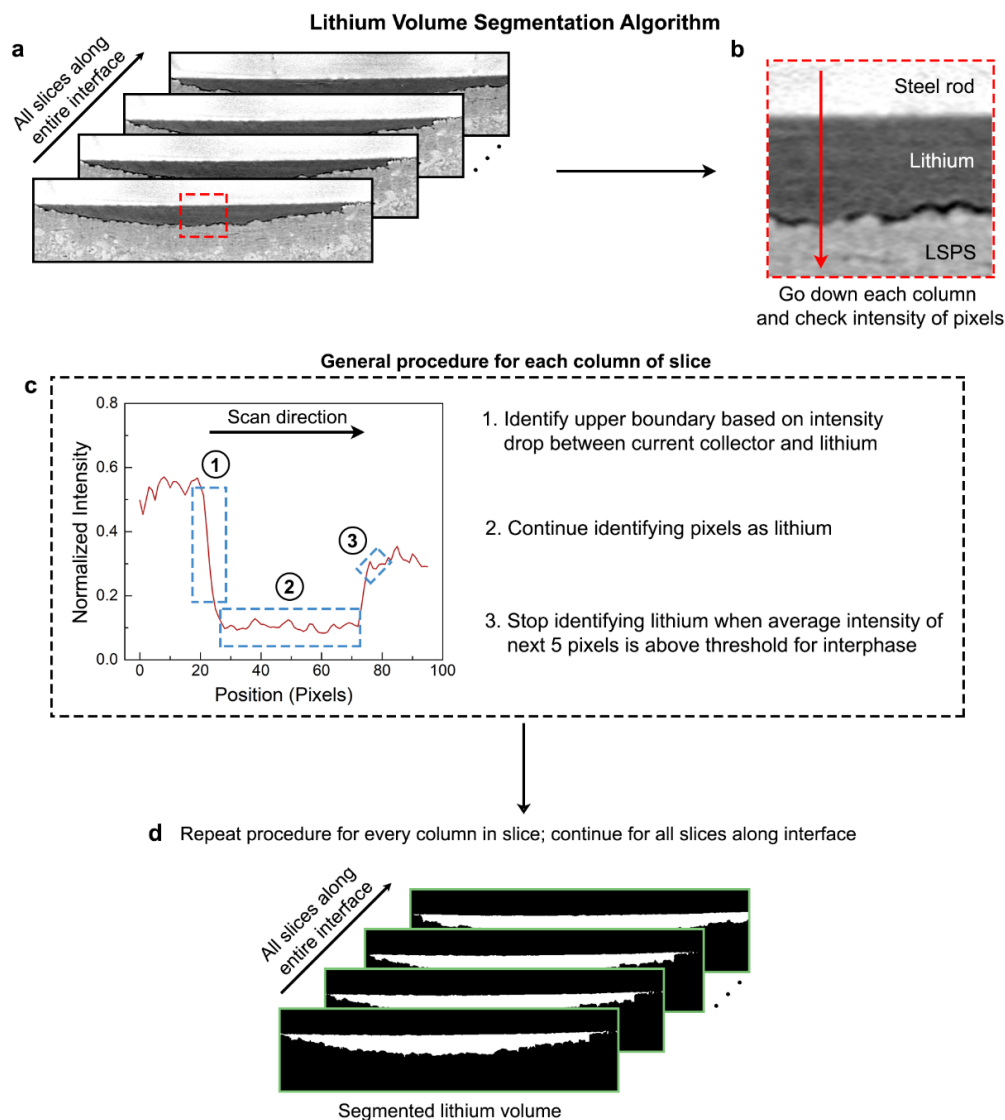 Lithium Volume Segmentation Algorithm
a
All slices along
entire interface
b
Steel rod
Lithium
LSPS
Go down each column
and check intensity of pixels
General procedure for each column of slice
c
Normalized Intensity
0.8
0.6
0.4
0.2
0.0
Scan direction
1
2
3
0
20
40
60
80
100
Position (Pixels)
1. Identify upper boundary based on intensity
drop between current collector and lithium
2. Continue identifying pixels as lithium
3. Stop identifying lithium when average intensity of
next 5 pixels is above threshold for interphase
d Repeat procedure for every column in slice; continue for all slices along interface
All slices along
entire interface
Segmented lithium volume